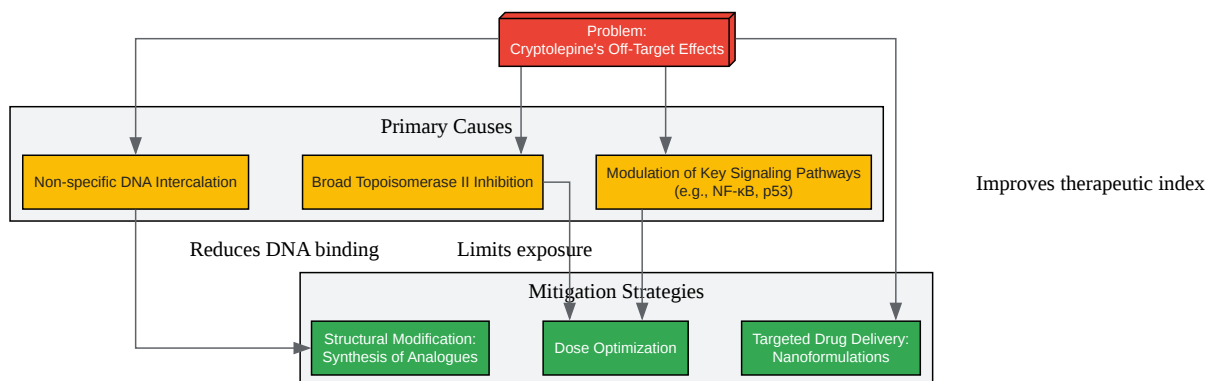 Problem:
Cryptolepine's Off-Target Effects
Primary Causes
Non-specific DNA Intercalation
Broad Topoisomerase II Inhibition
Modulation of Key Signaling Pathways
(e.g., NF-κB, p53)
Improves therapeutic index
Reduces DNA binding
Limits exposure
Mitigation Strategies
Structural Modification:
Synthesis of Analogues
Dose Optimization
Targeted Drug Delivery:
Nanoformulations